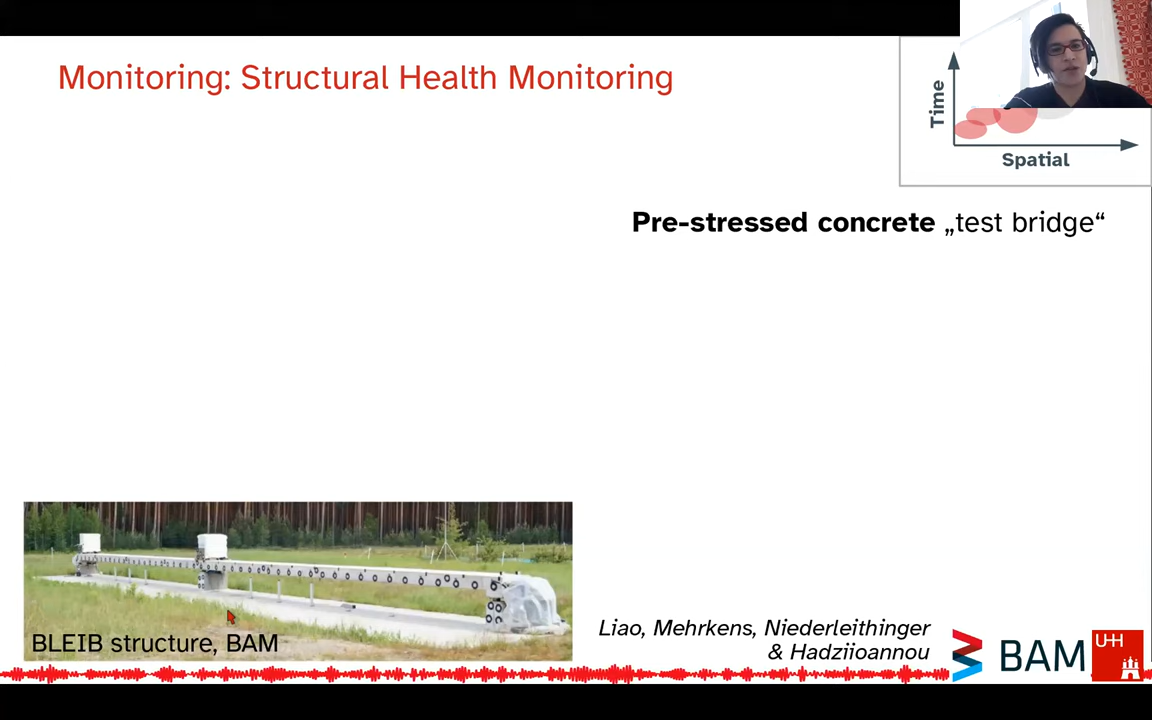 Monitoring: Structural Health Monitoring
Time
Spatial
Pre-stressed concrete „test bridge“
BLEIB structure, BAM
Liao, Mehrkens, Niederleithinger
& Hadziioannou
BAM
UHH